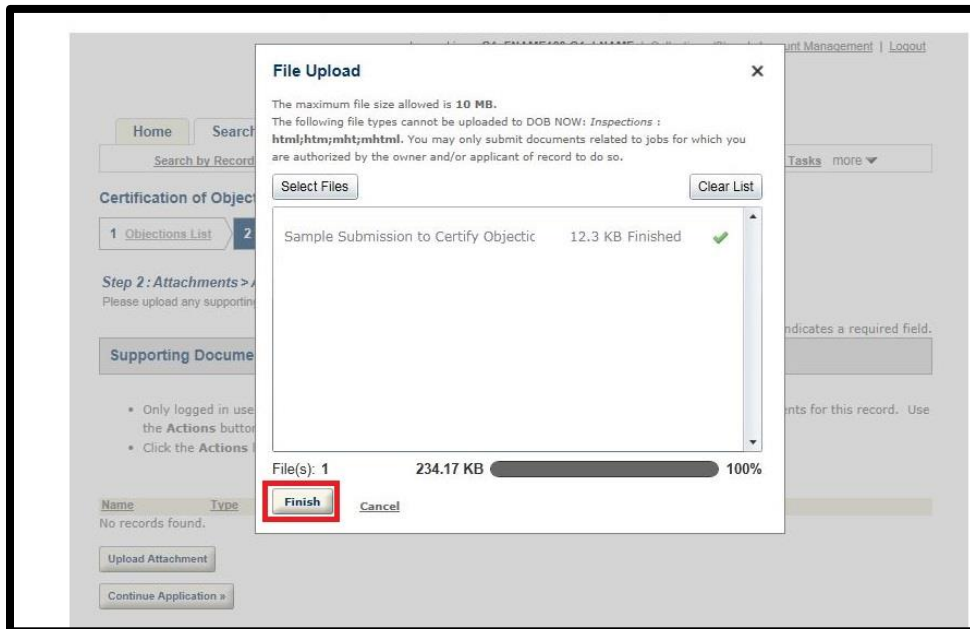 unt Management | Logout
File Upload
The maximum file size allowed is 10 MB.
The following file types cannot be uploaded to DOB NOW: Inspections :
html;htm;mht;mhtml. You may only submit documents related to jobs for which you
are authorized by the owner and/or applicant of record to do so.
Home Search
Search by Record Tasks more
Select Files Clear List
Certification of Object
1 Objections List 2
Sample Submission to Certify Objectic 12.3 KB Finished
Step 2: Attachments >
Please upload any supporting
ndicates a required field.
Supporting Docume
• Only logged in use ents for this record. Use
the Actions button
• Click the Actions
File(s): 1 234.17 KB 100%
Finish Cancel
Name Type
No records found.
Upload Attachment
Continue Application »